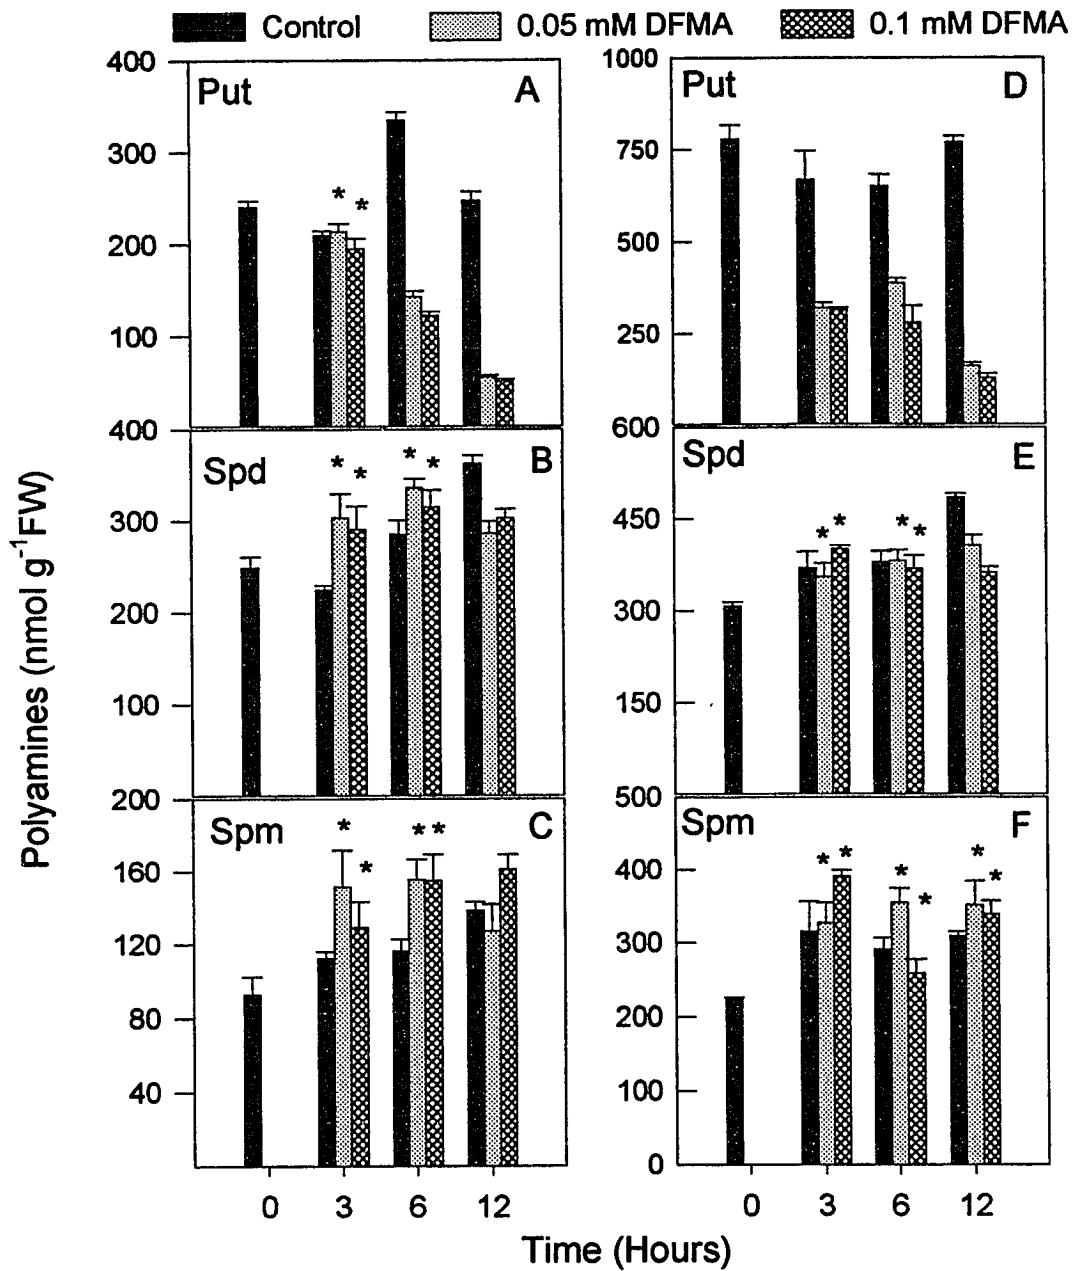 Control 0.05 mM DFMA 0.1 mM DFMA
400
300
200
100
Put A
* *
1000
750
500
250
Put D
400
300
200
100
Spd B
* * * *
600
450
300
150
Spd E
* * * *
200
160
120
80
40
Spm C
* * * *
500
400
300
200
100
0
Spm F
* * * * * *
0 3 6 12
0 3 6 12
Polyamines (nmol g⁻¹FW)
Time (Hours)